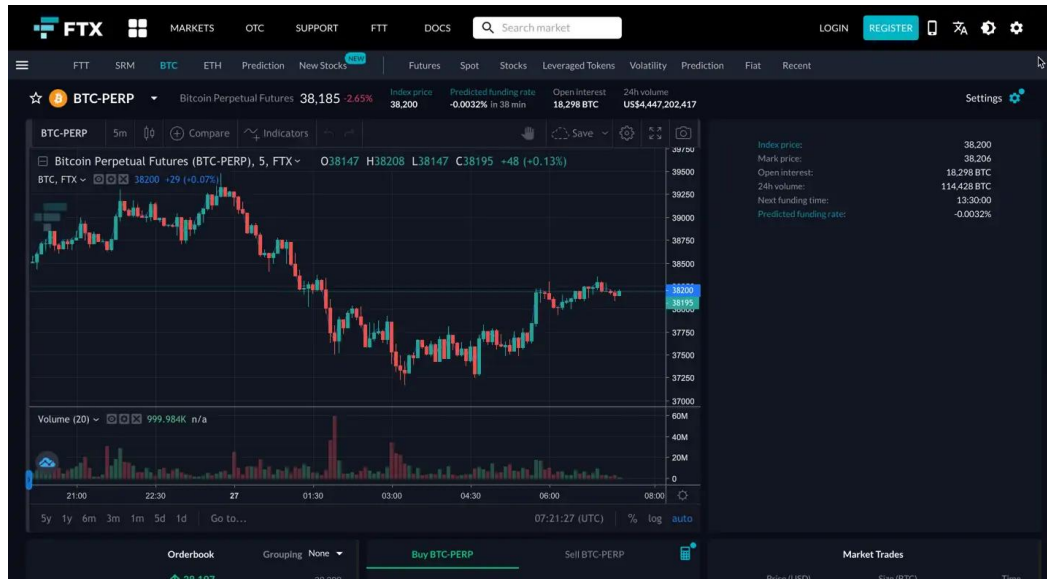 FTX MARKETS OTC SUPPORT FTT DOCS Search market LOGIN REGISTER
FTT SRM BTC ETH Prediction New Stocks NEW Futures Spot Stocks Leveraged Tokens Volatility Prediction Fiat Recent
BTC-PERP Bitcoin Perpetual Futures 38,185 -2.65%
Index price Predicted funding rate Open interest 24h volume
38,200 -0.0032% in 38 min 18,298 BTC US$4,447,202,417
Settings
BTC-PERP 5m Compare Indicators Save
Bitcoin Perpetual Futures (BTC-PERP), 5, FTX O38147 H38208 L38147 C38195 +48 (+0.13%)
BTC, FTX 38200 +29 (+0.07%)
39750
39500
39250
39000
38750
38500
38200
38195
38000
37750
37500
37250
37000
Volume (20) 999.984K n/a
60M
40M
20M
0
21:00 22:30 27 01:30 03:00 04:30 06:00 08:00
5y 1y 6m 3m 1m 5d 1d Go to... 07:21:27 (UTC) % log auto
Index price: 38,200
Mark price: 38,206
Open interest: 18,298 BTC
24h volume: 114,428 BTC
Next funding time: 13:30:00
Predicted funding rate: -0.0032%
Orderbook Grouping None
Buy BTC-PERP Sell BTC-PERP
Market Trades
Price (USD) Size (BTC) Time